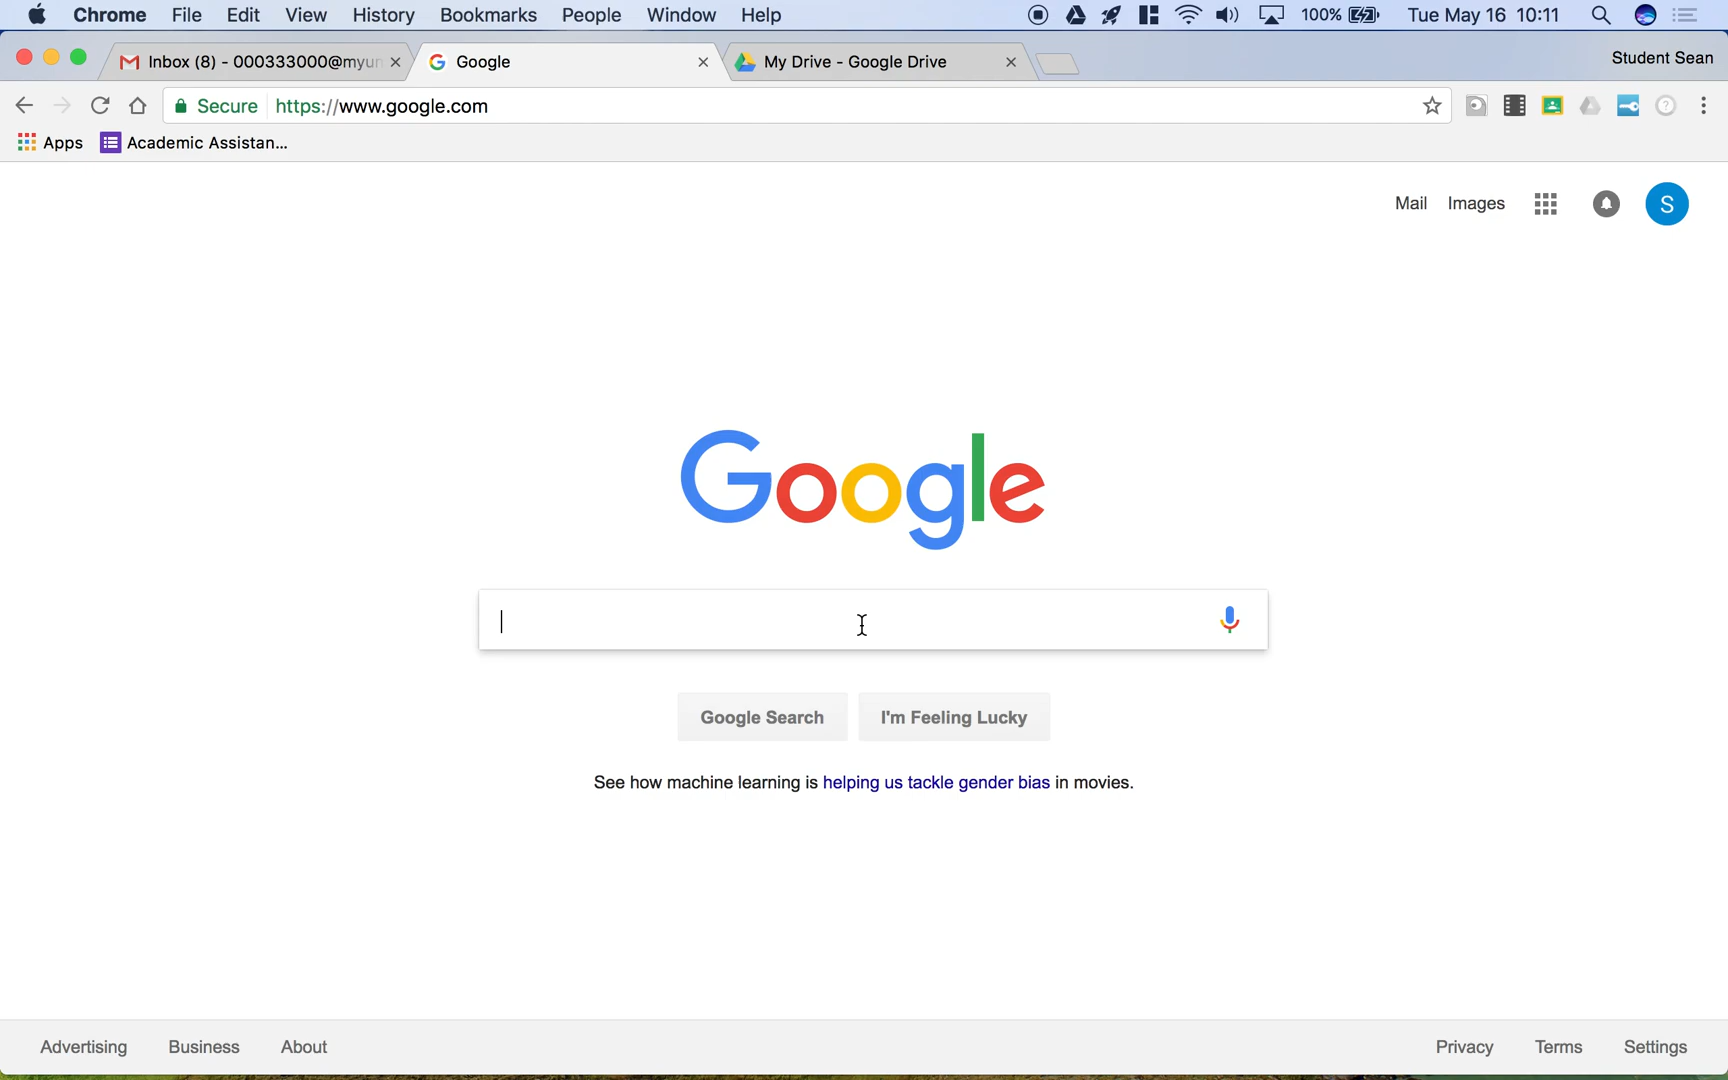 Chrome File Edit View History Bookmarks People Window Help 100% Tue May 16 10:11
Inbox (8) - 000333000@myun Google My Drive - Google Drive Student Sean
Secure https://www.google.com
Apps Academic Assistan...
Mail Images S
Google
Google Search I'm Feeling Lucky
See how machine learning is helping us tackle gender bias in movies.
Advertising Business About Privacy Terms Settings